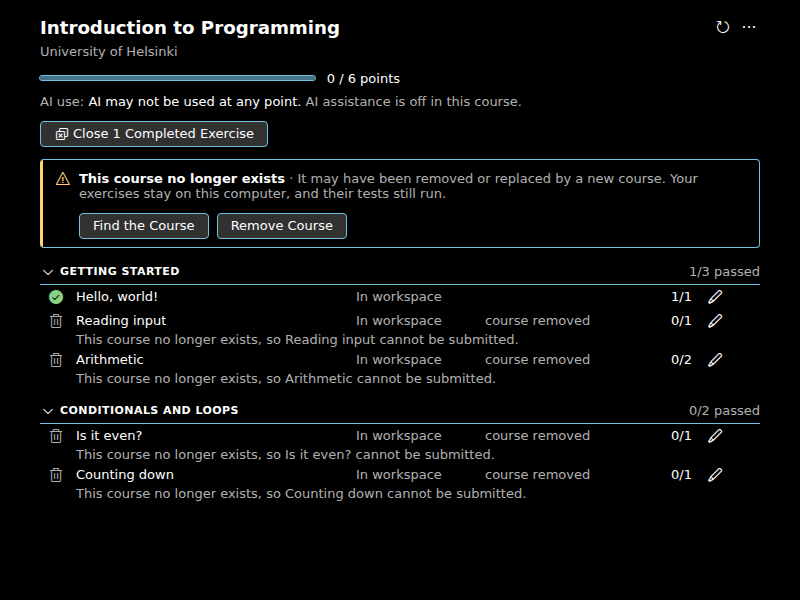 Introduction to Programming
University of Helsinki
0 / 6 points
AI use: AI may not be used at any point. AI assistance is off in this course.
Close 1 Completed Exercise
This course no longer exists · It may have been removed or replaced by a new course. Your
exercises stay on this computer, and their tests still run.
Find the Course Remove Course
GETTING STARTED 1/3 passed
Hello, world! In workspace 1/1
Reading input In workspace course removed 0/1
This course no longer exists, so Reading input cannot be submitted.
Arithmetic In workspace course removed 0/2
This course no longer exists, so Arithmetic cannot be submitted.
CONDITIONALS AND LOOPS 0/2 passed
Is it even? In workspace course removed 0/1
This course no longer exists, so Is it even? cannot be submitted.
Counting down In workspace course removed 0/1
This course no longer exists, so Counting down cannot be submitted.